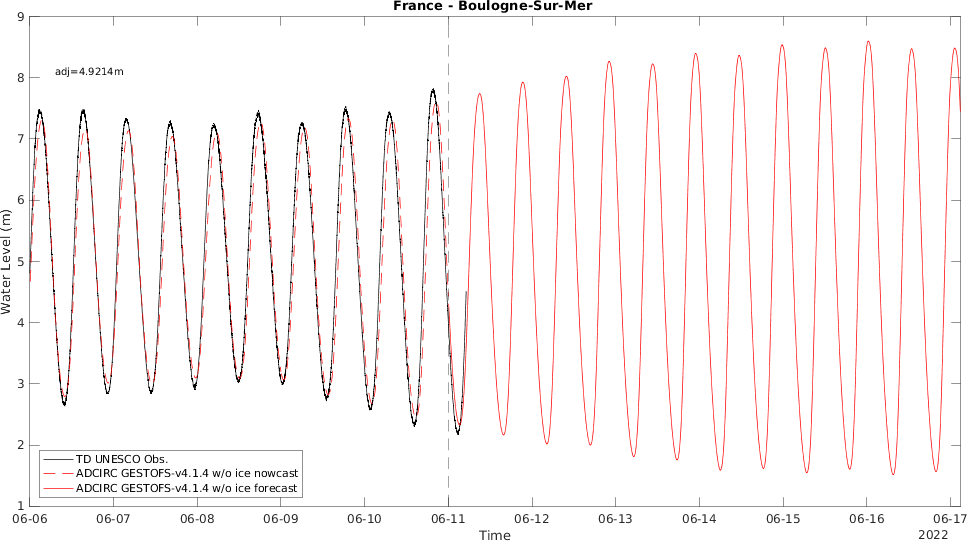 France - Boulogne-Sur-Mer
adj=4.9214m
Water Level (m)
9
8
7
6
5
4
3
2
1
TD UNESCO Obs.
ADCIRC GESTOFS-v4.1.4 w/o ice nowcast
ADCIRC GESTOFS-v4.1.4 w/o ice forecast
06-06 06-07 06-08 06-09 06-10 06-11 06-12 06-13 06-14 06-15 06-16 06-17
Time
2022